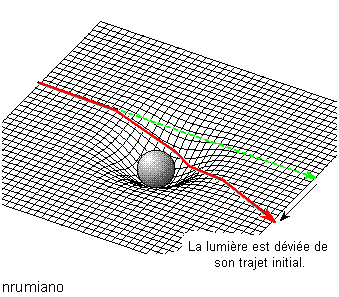 La lumière est déviée de
son trajet initial.
nrumiano